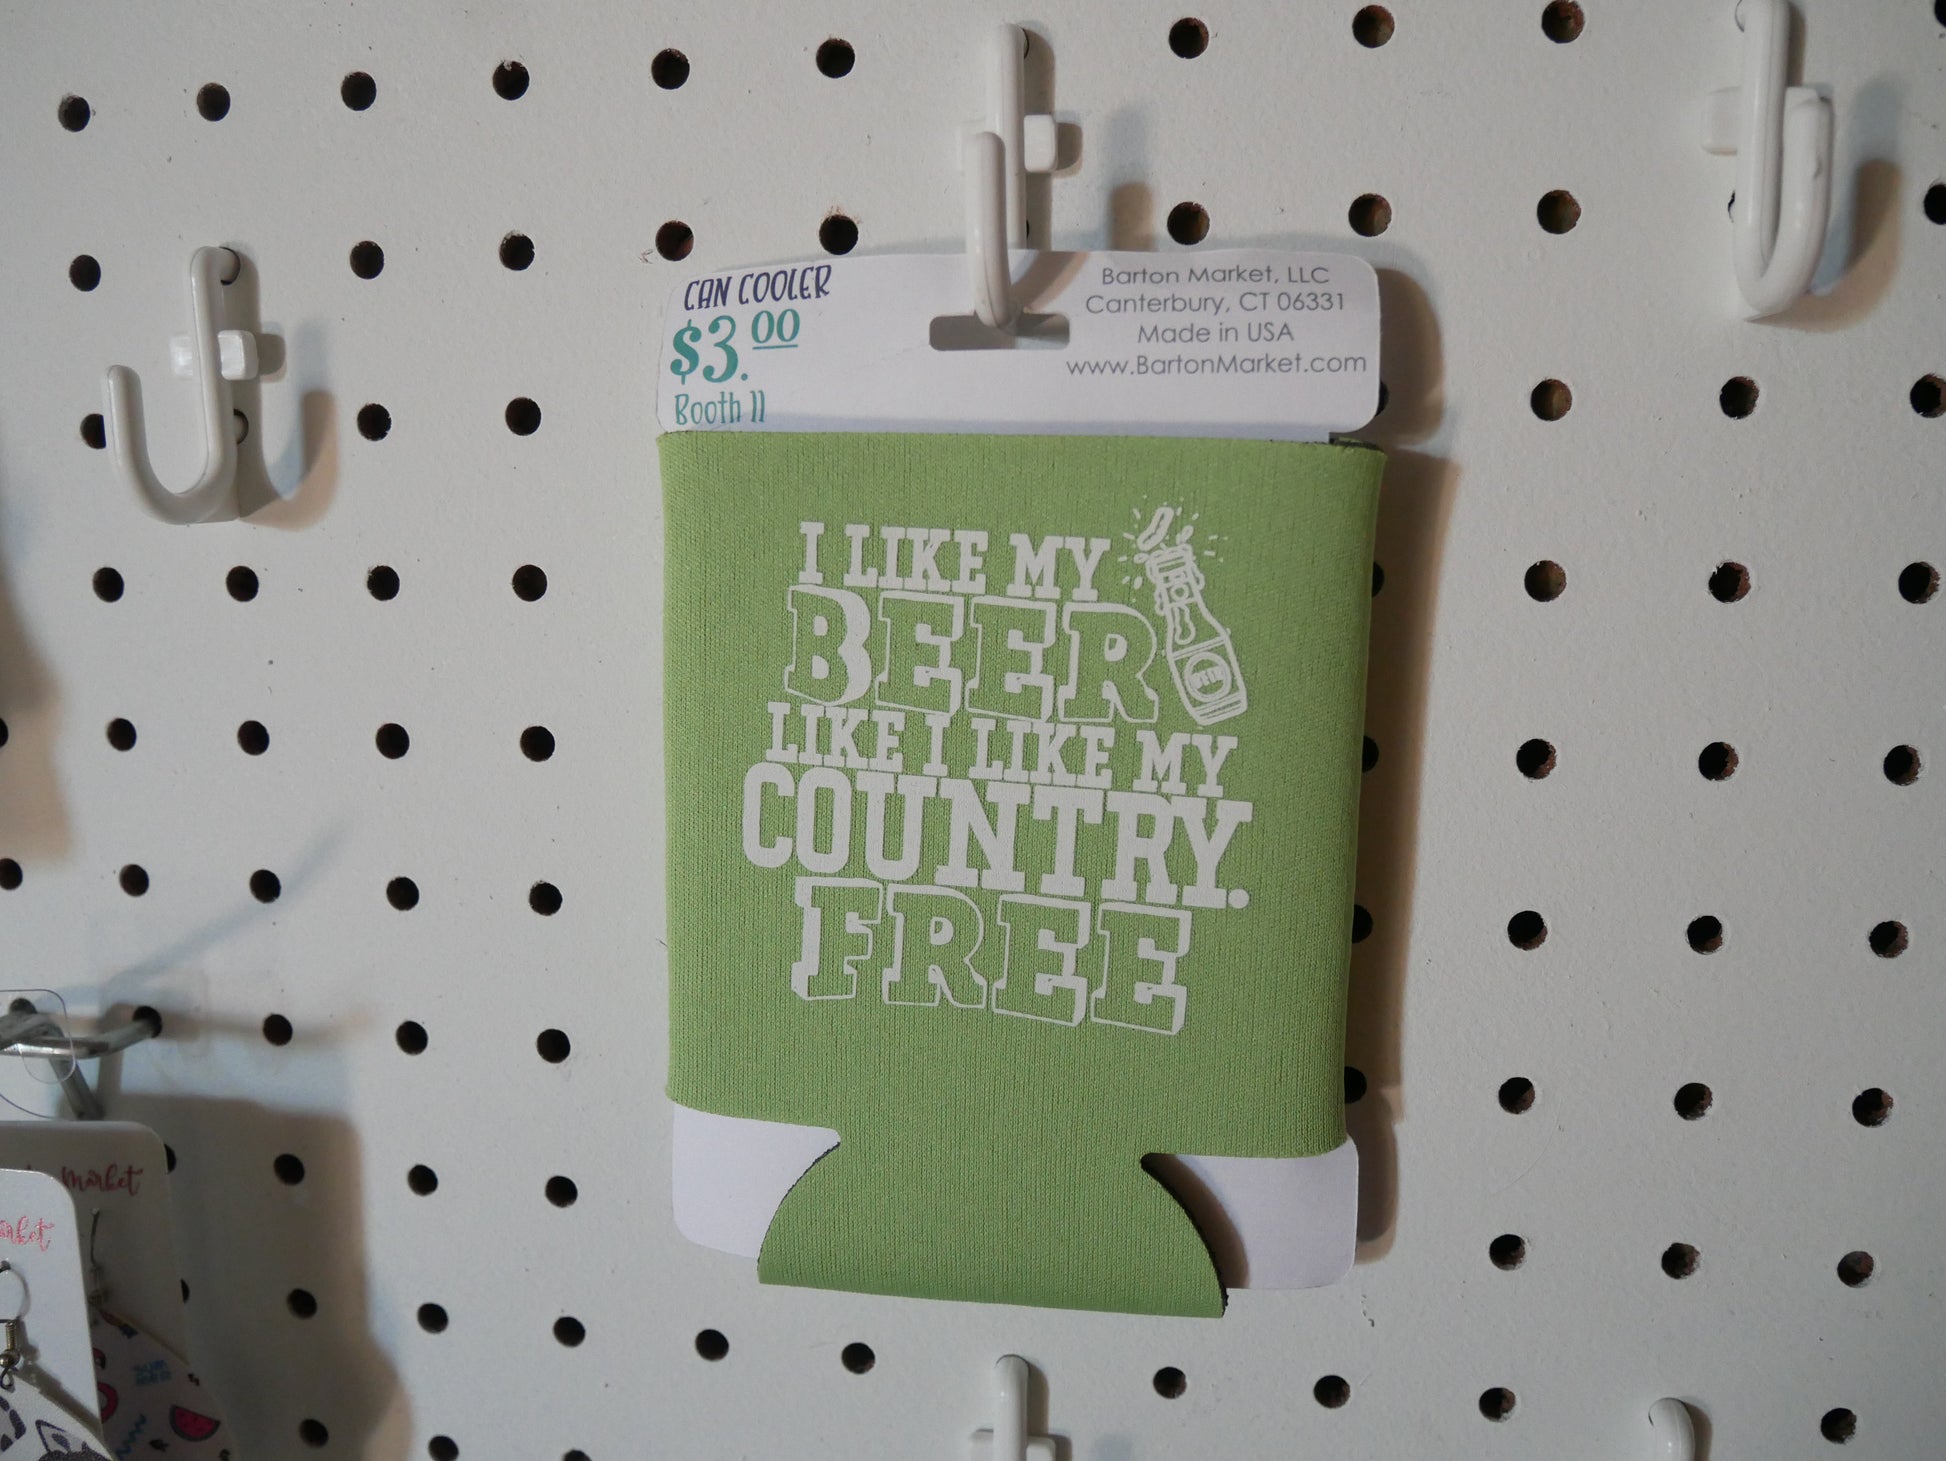 CAN COOLER
$3.00
Booth 11
Barton Market, LLC
Canterbury, CT 06331
Made in USA
www.BartonMarket.com
I LIKE MY
BEER
LIKE I LIKE MY
COUNTRY.
FREE
Market